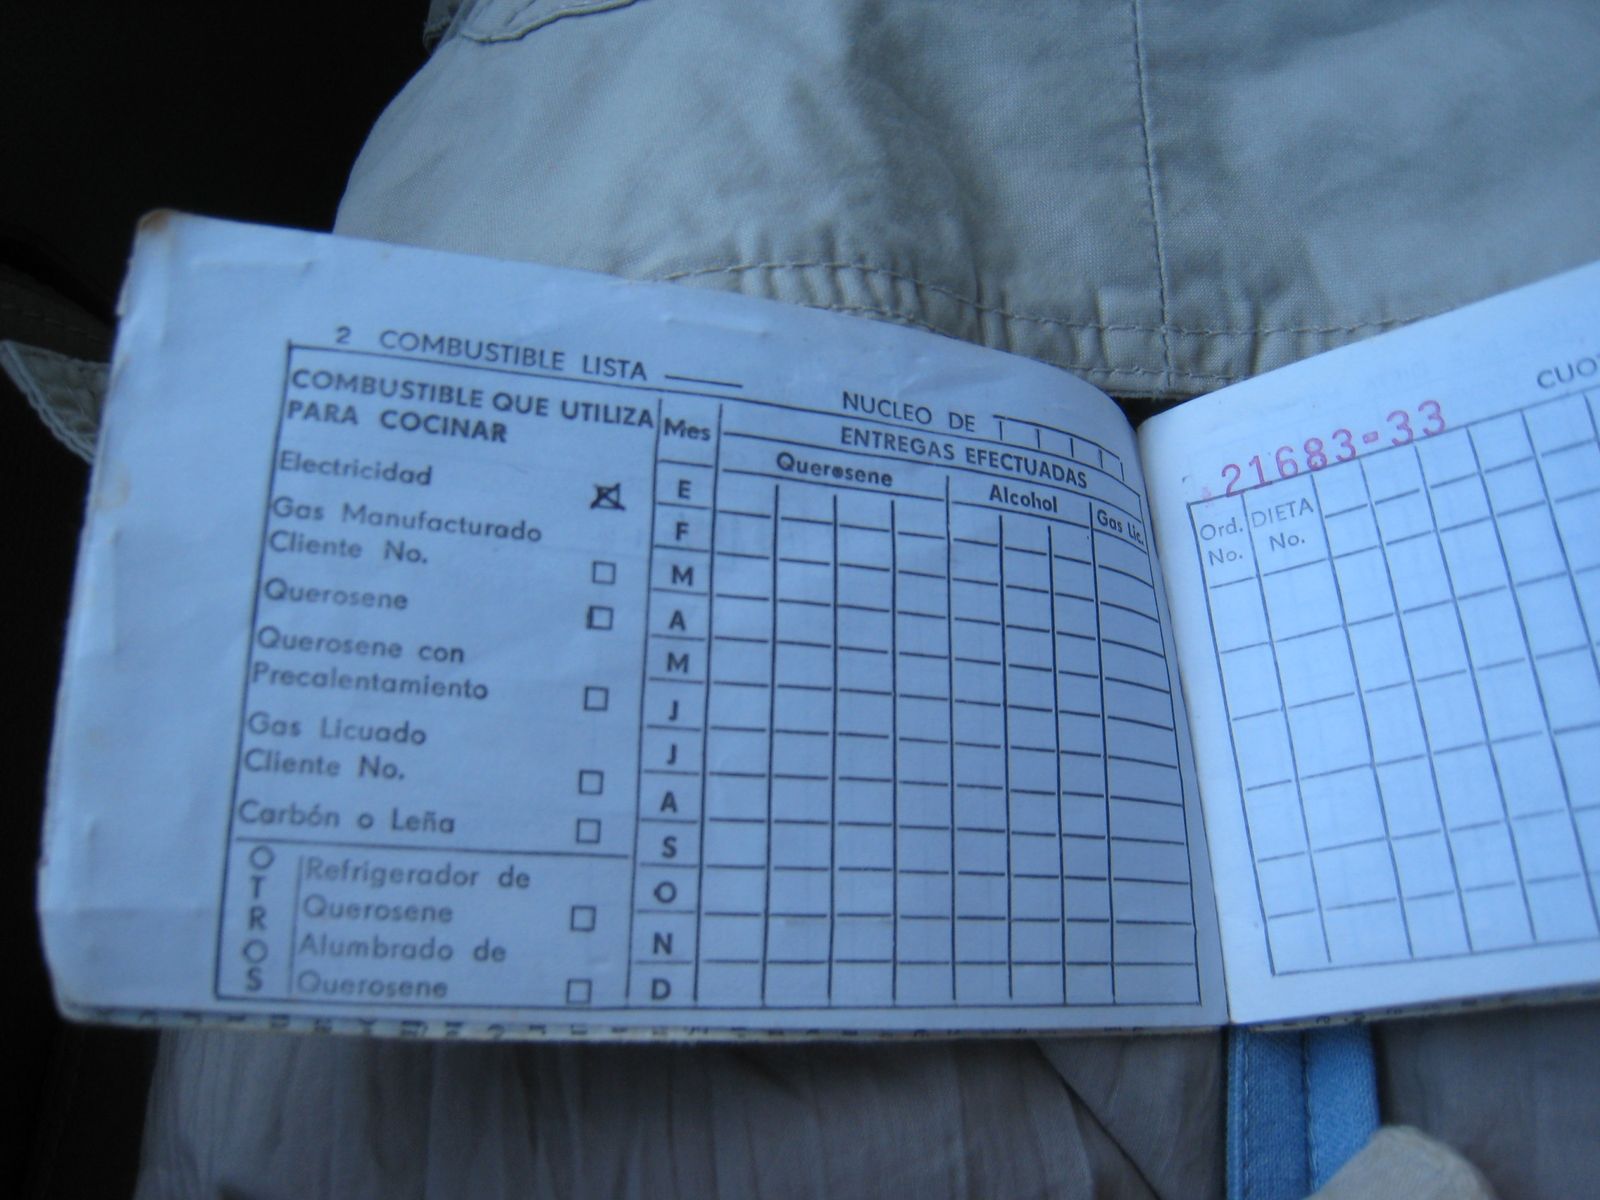 2 COMBUSTIBLE LISTA
NUCLEO DE
COMBUSTIBLE QUE UTILIZA
PARA COCINAR
Electricidad
Gas Manufacturado
Cliente No.
Querosene
Querosene con
Precalentamiento
Gas Licuado
Cliente No.
Carbón o Leña
OTROS
Refrigerador de
Querosene
Alumbrado de
Querosene
Mes
E
F
M
A
M
J
J
A
S
O
N
D
ENTREGAS EFECTUADAS
Querosene
Alcohol
Gas Lic.
CUO
21683-33
Ord.
No.
DIETA
No.